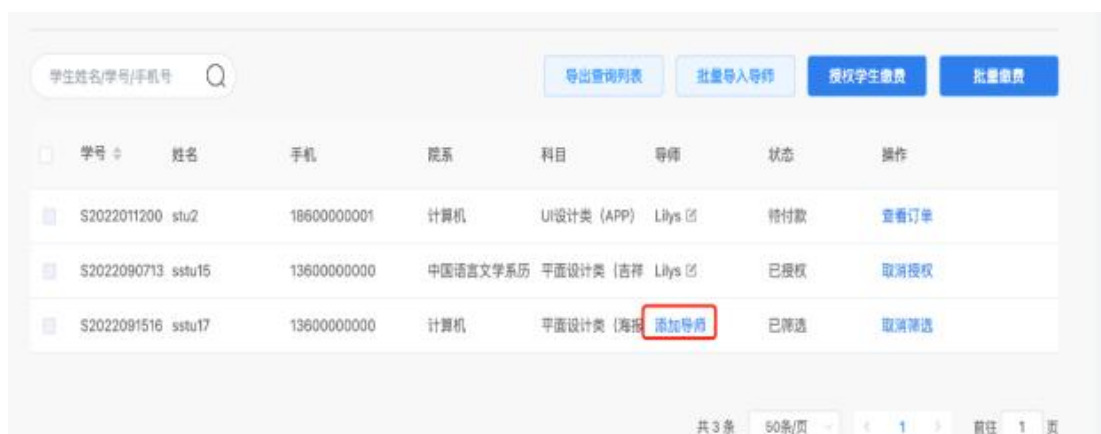 学生姓名/学号/手机号 导出查询列表 批量导入导师 授权学生缴费 批量缴费
学号 姓名 手机 院系 科目 导师 状态 操作
S2022011200 stu2 18600000001 计算机 UI设计类（APP） Lilys 待付款 查看订单
S2022090713 sstu15 13600000000 中国语言文学系历 平面设计类（吉祥 Lilys 已授权 取消授权
S2022091516 sstu17 13600000000 计算机 平面设计类（海报 添加导师 已筛选 取消筛选
共3条 50条/页 1 前往 1 页